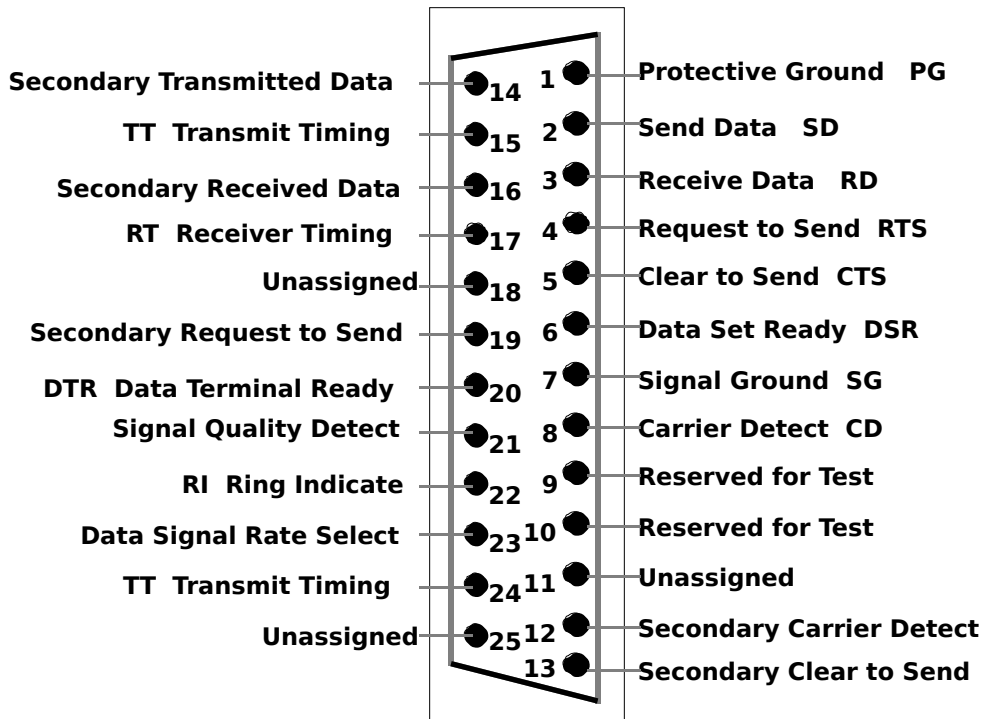 Secondary Transmitted Data 14
TT Transmit Timing 15
Secondary Received Data 16
RT Receiver Timing 17
Unassigned 18
Secondary Request to Send 19
DTR Data Terminal Ready 20
Signal Quality Detect 21
RI Ring Indicate 22
Data Signal Rate Select 23
TT Transmit Timing 24
Unassigned 25
1 Protective Ground PG
2 Send Data SD
3 Receive Data RD
4 Request to Send RTS
5 Clear to Send CTS
6 Data Set Ready DSR
7 Signal Ground SG
8 Carrier Detect CD
9 Reserved for Test
10 Reserved for Test
11 Unassigned
12 Secondary Carrier Detect
13 Secondary Clear to Send